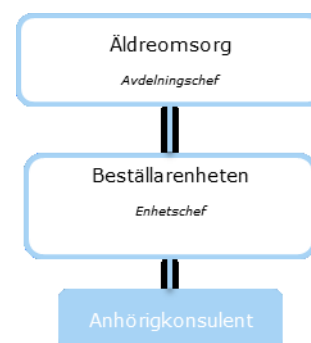 Äldreomsorg
Avdelningschef
Beställarenheten
Enhetschef
Anhörigkonsulent